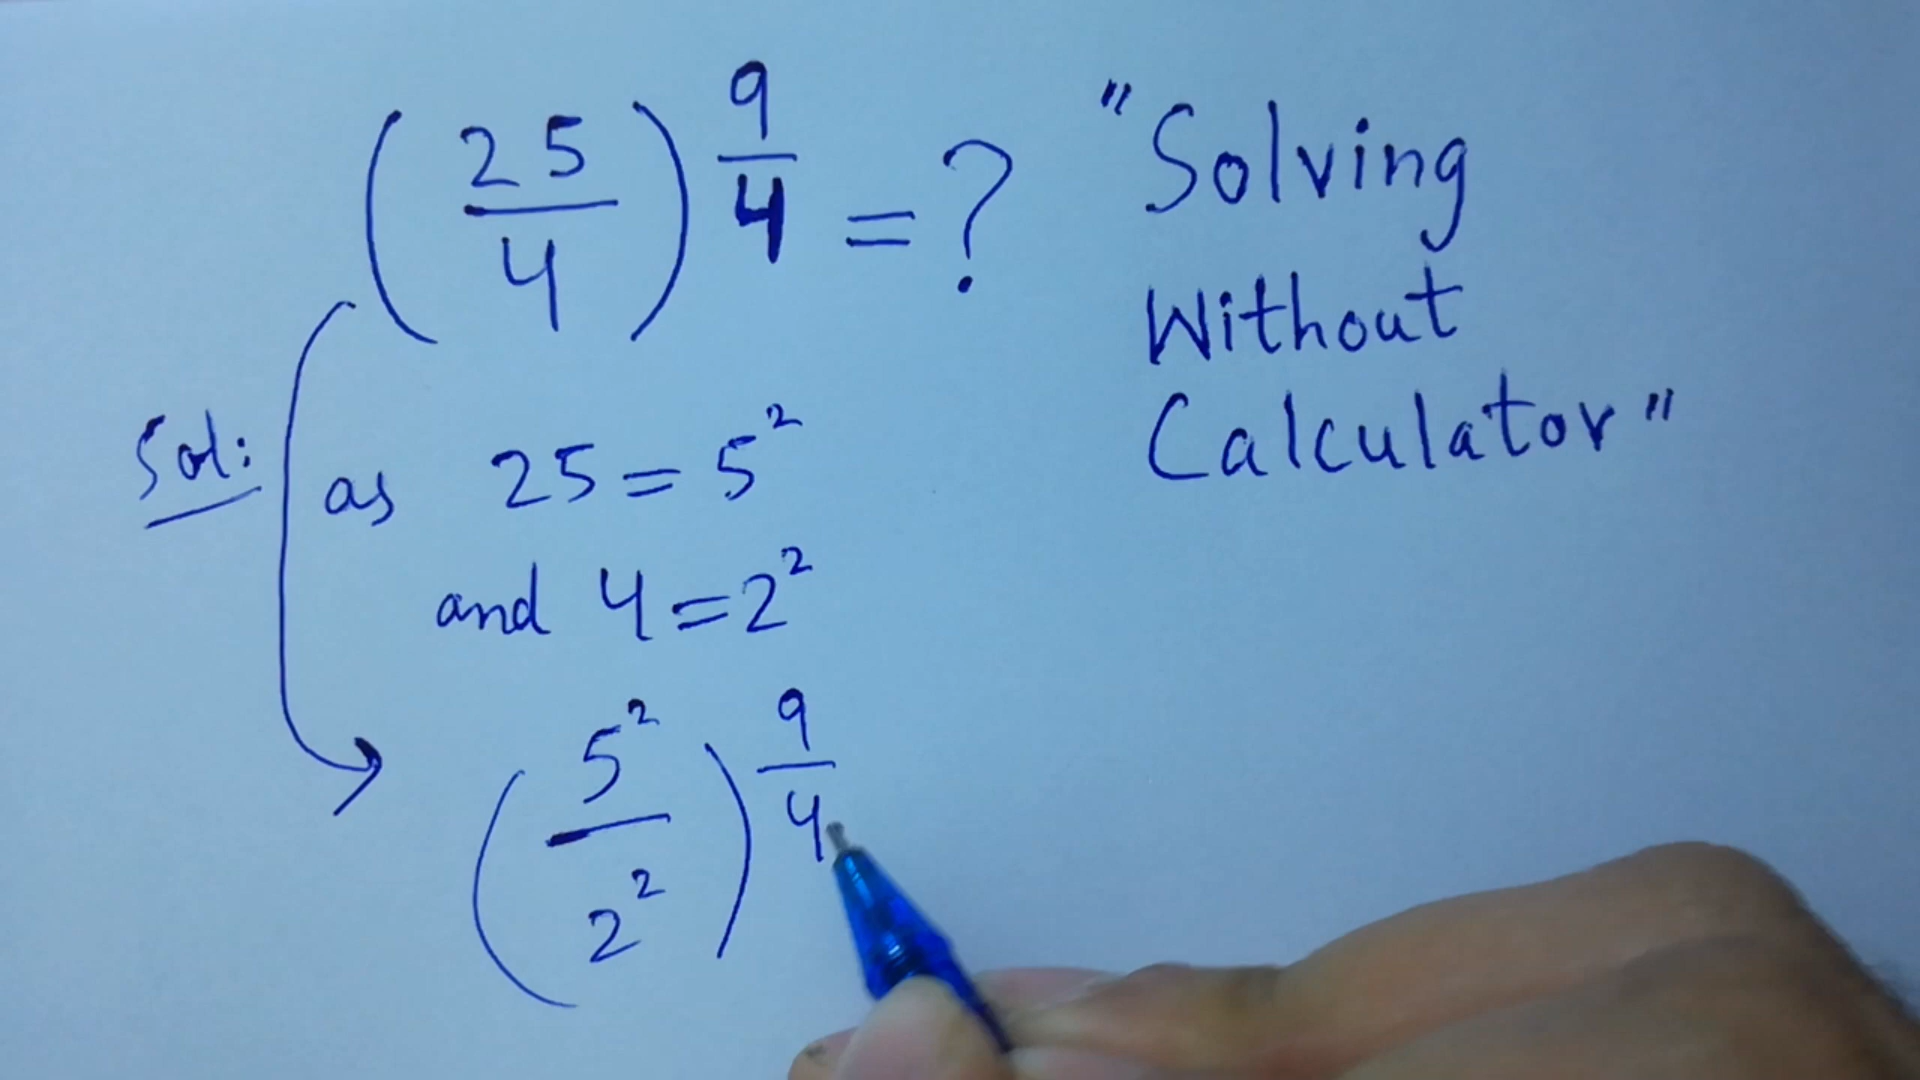 (25/4)^(9/4) = ?
"Solving
Without
Calculator"
Sol:
as 25 = 5²
and 4 = 2²
(5²/2²)^(9/4)